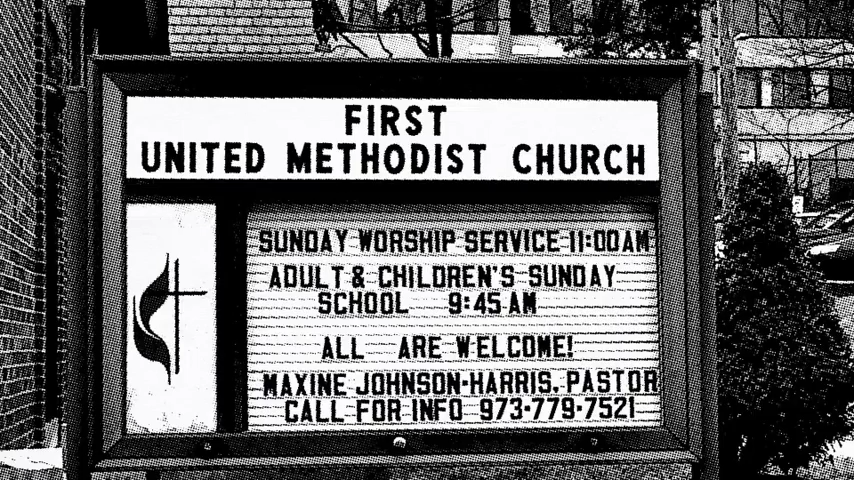 FIRST
UNITED METHODIST CHURCH
SUNDAY WORSHIP SERVICE 11:00AM
ADULT & CHILDREN'S SUNDAY
SCHOOL 9:45 AM
ALL ARE WELCOME!
MAXINE JOHNSON-HARRIS, PASTOR
CALL FOR INFO 973-779-7521